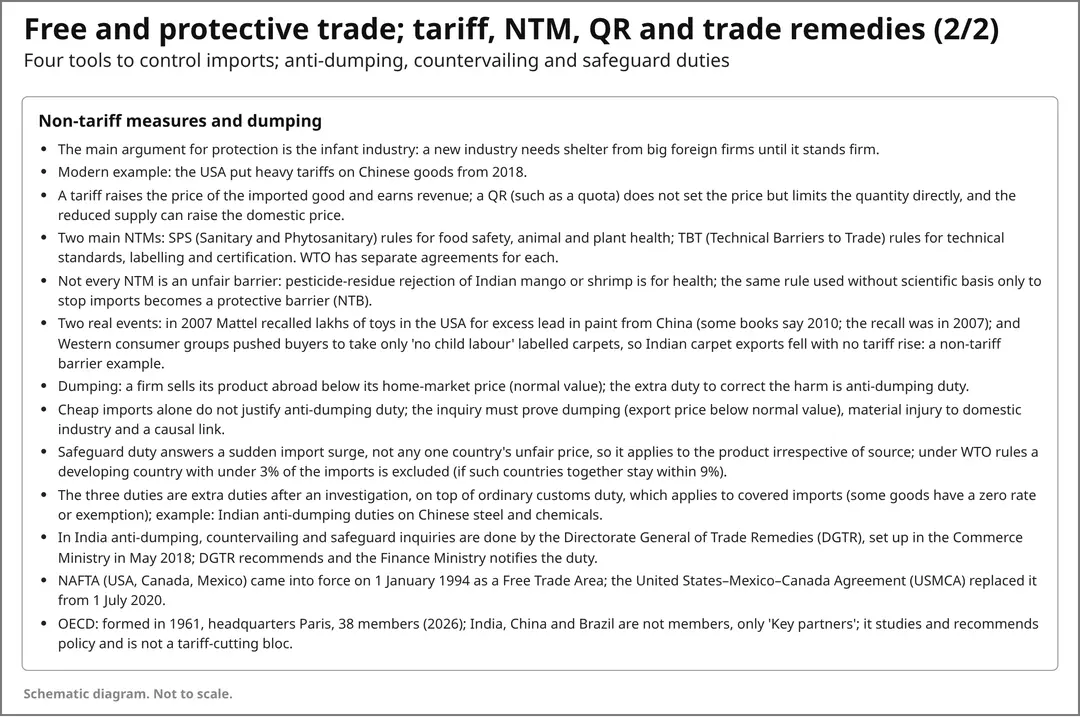 Free and protective trade; tariff, NTM, QR and trade remedies (2/2)
Four tools to control imports; anti-dumping, countervailing and safeguard duties
Non-tariff measures and dumping
• The main argument for protection is the infant industry: a new industry needs shelter from big foreign firms until it stands firm.
• Modern example: the USA put heavy tariffs on Chinese goods from 2018.
• A tariff raises the price of the imported good and earns revenue; a QR (such as a quota) does not set the price but limits the quantity directly, and the
reduced supply can raise the domestic price.
• Two main NTMs: SPS (Sanitary and Phytosanitary) rules for food safety, animal and plant health; TBT (Technical Barriers to Trade) rules for technical
standards, labelling and certification. WTO has separate agreements for each.
• Not every NTM is an unfair barrier: pesticide-residue rejection of Indian mango or shrimp is for health; the same rule used without scientific basis only to
stop imports becomes a protective barrier (NTB).
• Two real events: in 2007 Mattel recalled lakhs of toys in the USA for excess lead in paint from China (some books say 2010; the recall was in 2007); and
Western consumer groups pushed buyers to take only 'no child labour' labelled carpets, so Indian carpet exports fell with no tariff rise: a non-tariff
barrier example.
• Dumping: a firm sells its product abroad below its home-market price (normal value); the extra duty to correct the harm is anti-dumping duty.
• Cheap imports alone do not justify anti-dumping duty; the inquiry must prove dumping (export price below normal value), material injury to domestic
industry and a causal link.
• Safeguard duty answers a sudden import surge, not any one country's unfair price, so it applies to the product irrespective of source; under WTO rules a
developing country with under 3% of the imports is excluded (if such countries together stay within 9%).
• The three duties are extra duties after an investigation, on top of ordinary customs duty, which applies to covered imports (some goods have a zero rate
or exemption); example: Indian anti-dumping duties on Chinese steel and chemicals.
• In India anti-dumping, countervailing and safeguard inquiries are done by the Directorate General of Trade Remedies (DGTR), set up in the Commerce
Ministry in May 2018; DGTR recommends and the Finance Ministry notifies the duty.
• NAFTA (USA, Canada, Mexico) came into force on 1 January 1994 as a Free Trade Area; the United States–Mexico–Canada Agreement (USMCA) replaced it
from 1 July 2020.
• OECD: formed in 1961, headquarters Paris, 38 members (2026); India, China and Brazil are not members, only 'Key partners'; it studies and recommends
policy and is not a tariff-cutting bloc.
Schematic diagram. Not to scale.